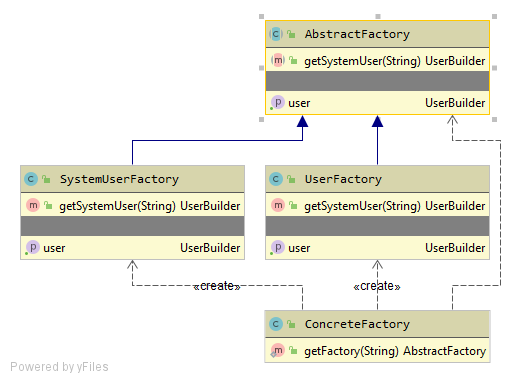 AbstractFactory
getSystemUser(String) UserBuilder
user UserBuilder
SystemUserFactory
getSystemUser(String) UserBuilder
user UserBuilder
UserFactory
getSystemUser(String) UserBuilder
user UserBuilder
«create» «create»
ConcreteFactory
getFactory(String) AbstractFactory
Powered by yFiles